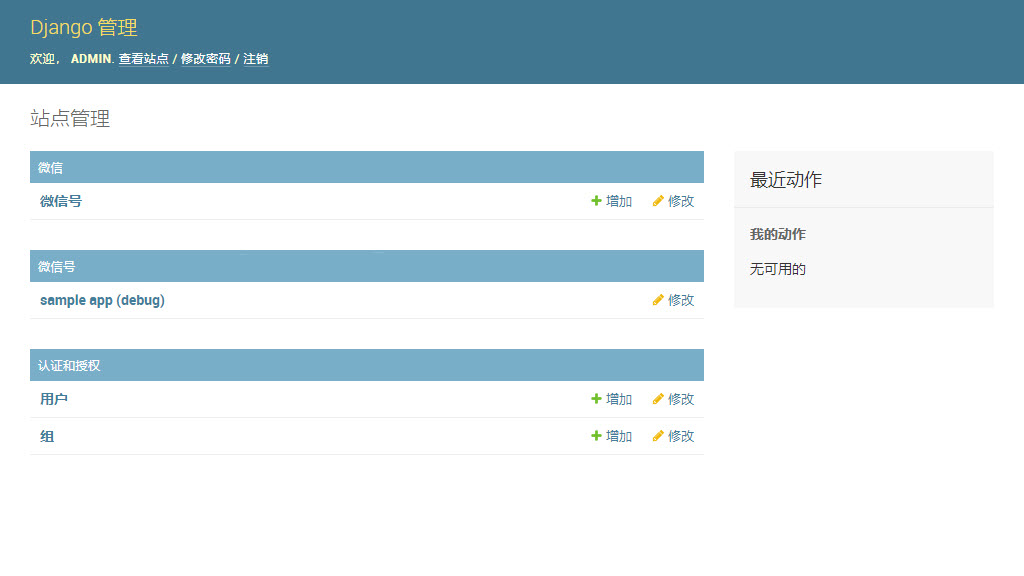 Django 管理
欢迎， ADMIN. 查看站点 / 修改密码 / 注销
站点管理
微信
微信号 增加 修改
微信号
sample app (debug) 修改
认证和授权
用户 增加 修改
组 增加 修改
最近动作
我的动作
无可用的